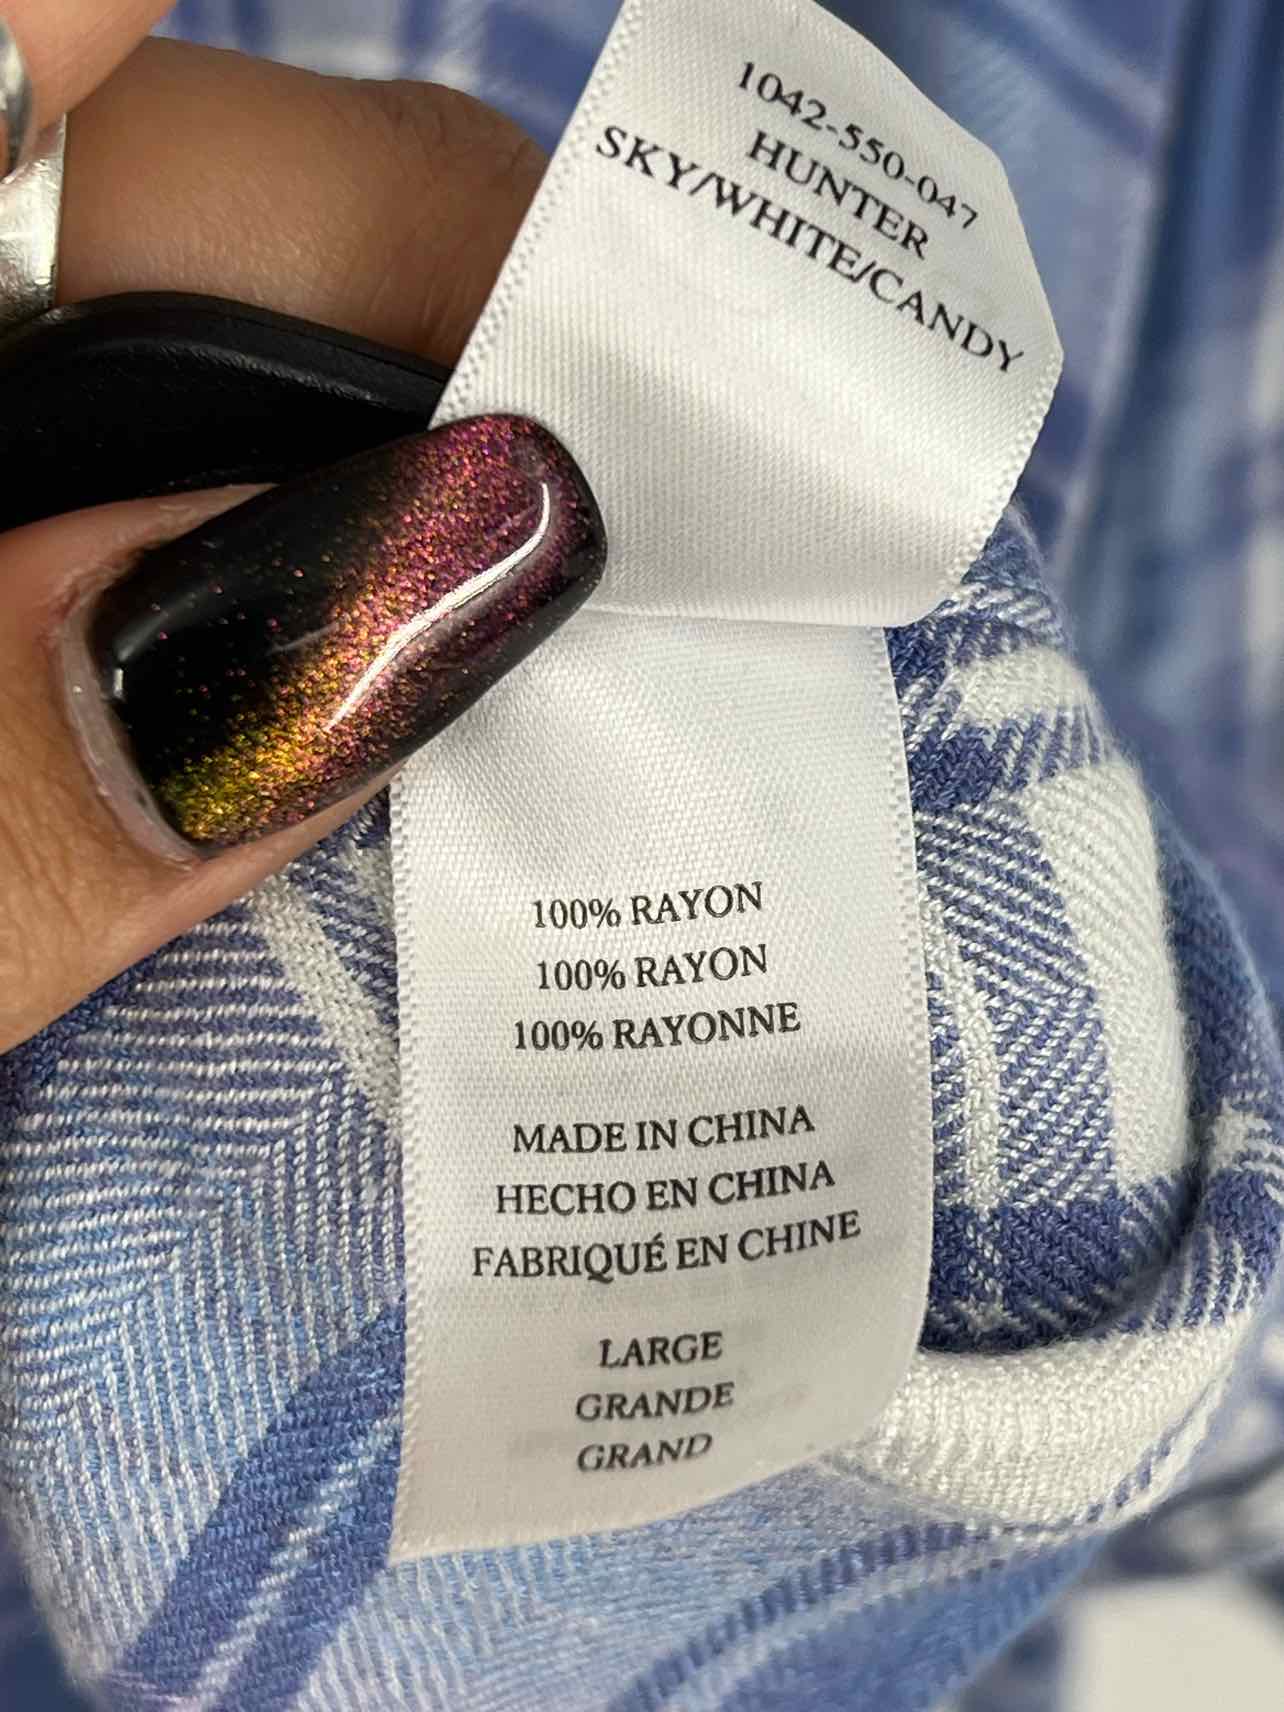 1042-550-047
HUNTER
SKY/WHITE/CANDY
100% RAYON
100% RAYON
100% RAYONNE
MADE IN CHINA
HECHO EN CHINA
FABRIQUÉ EN CHINE
LARGE
GRANDE
GRAND